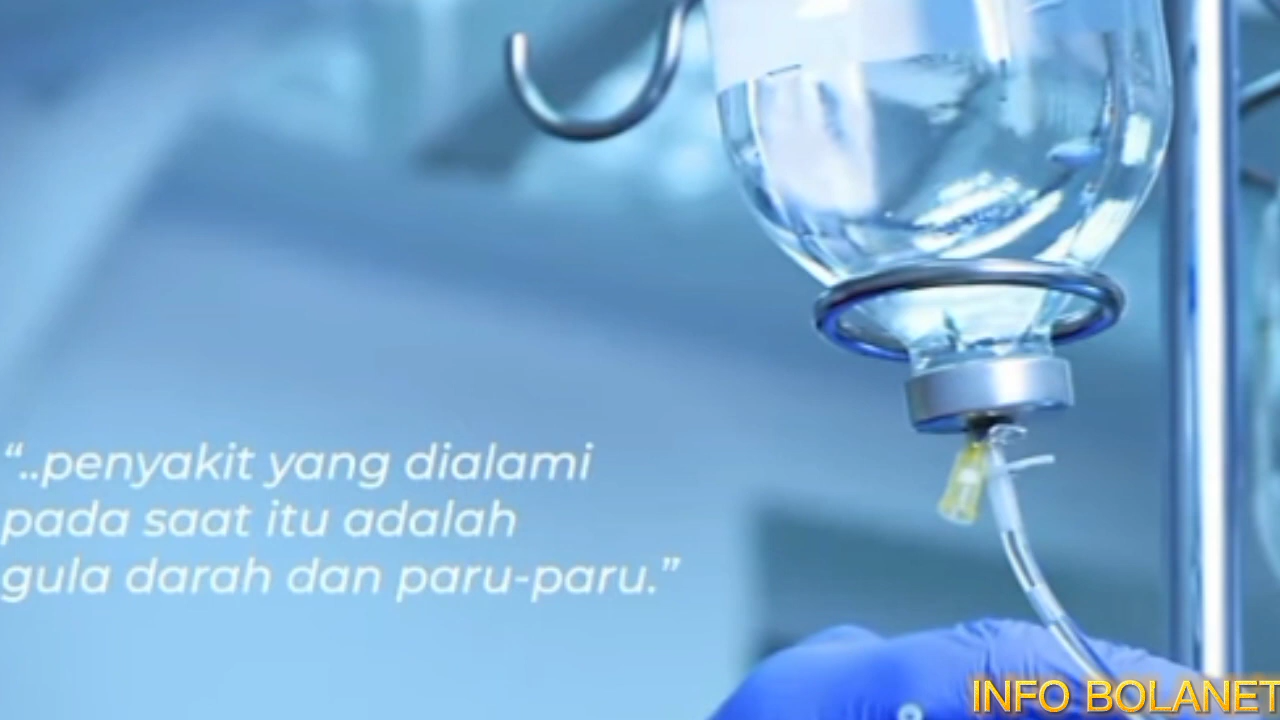 “..penyakit yang dialami
pada saat itu adalah
gula darah dan paru-paru.”
INFO BOLANET